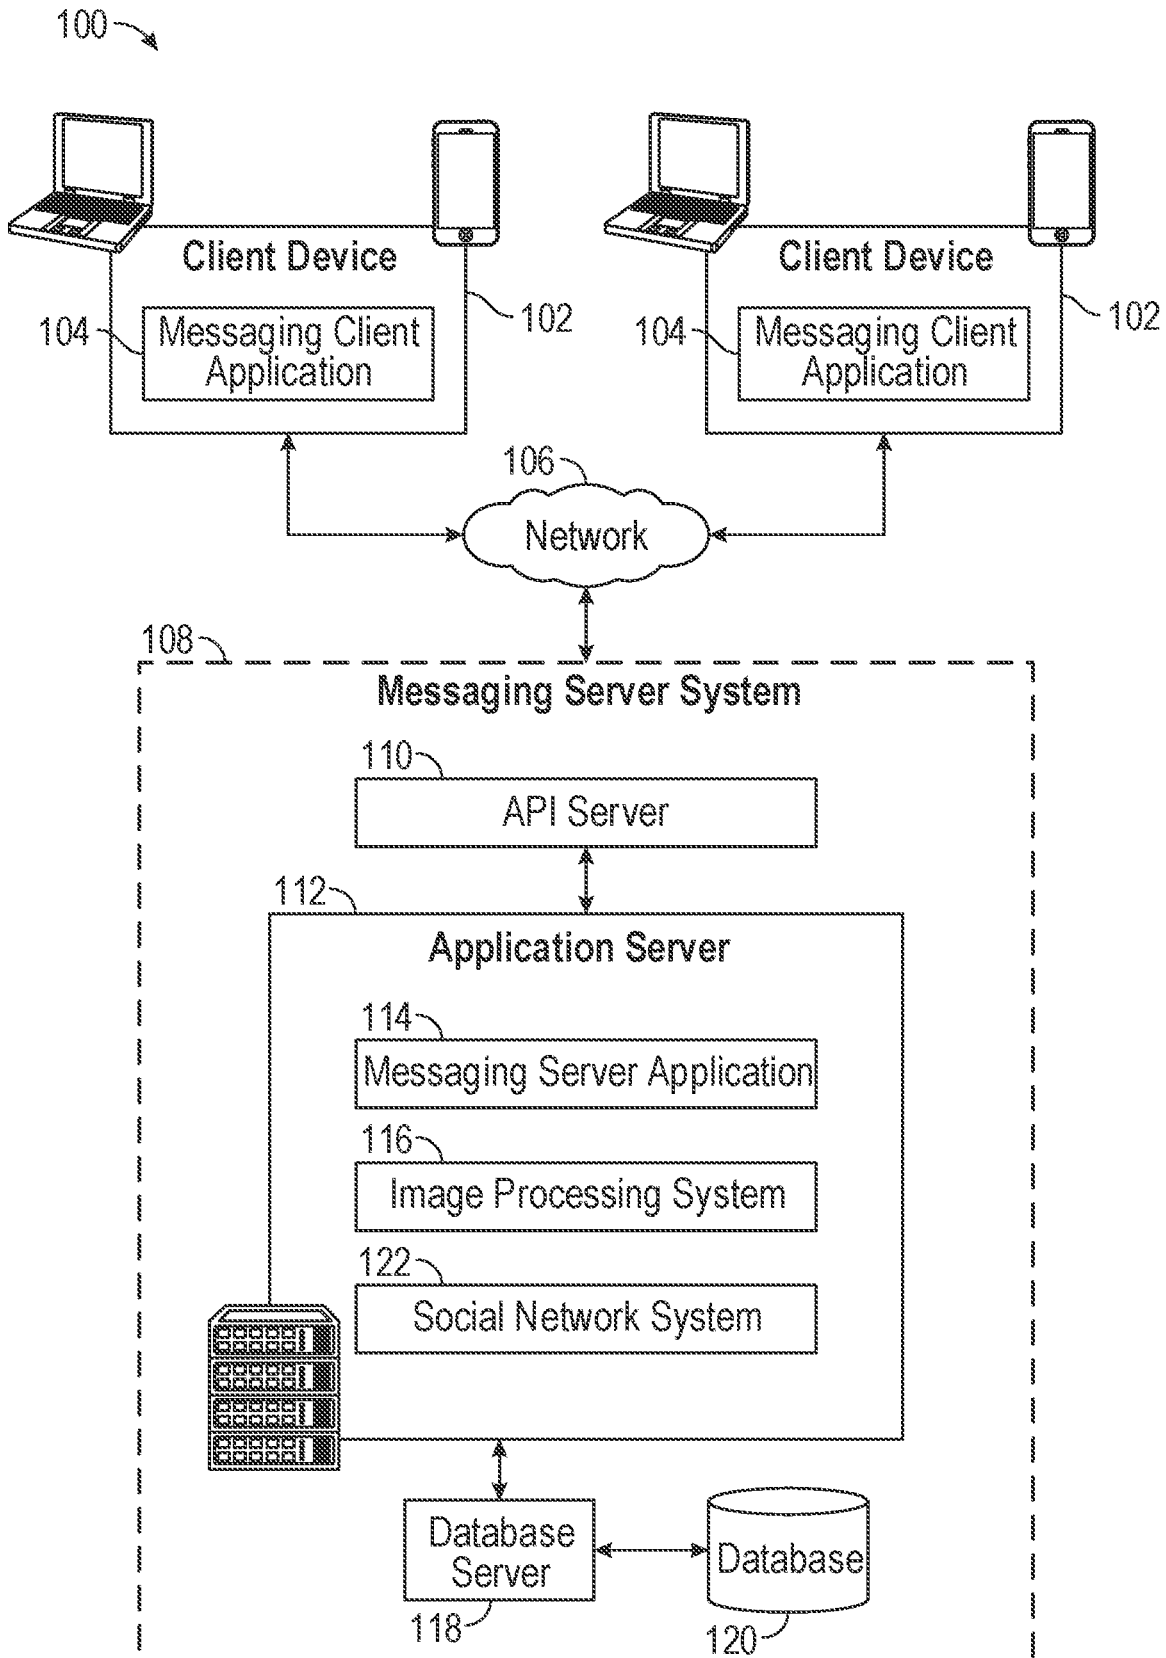 100
Client Device
102
104
Messaging Client
Application
Client Device
102
104
Messaging Client
Application
106
Network
108
Messaging Server System
110
API Server
112
Application Server
114
Messaging Server Application
116
Image Processing System
122
Social Network System
Database
Server
118
Database
120